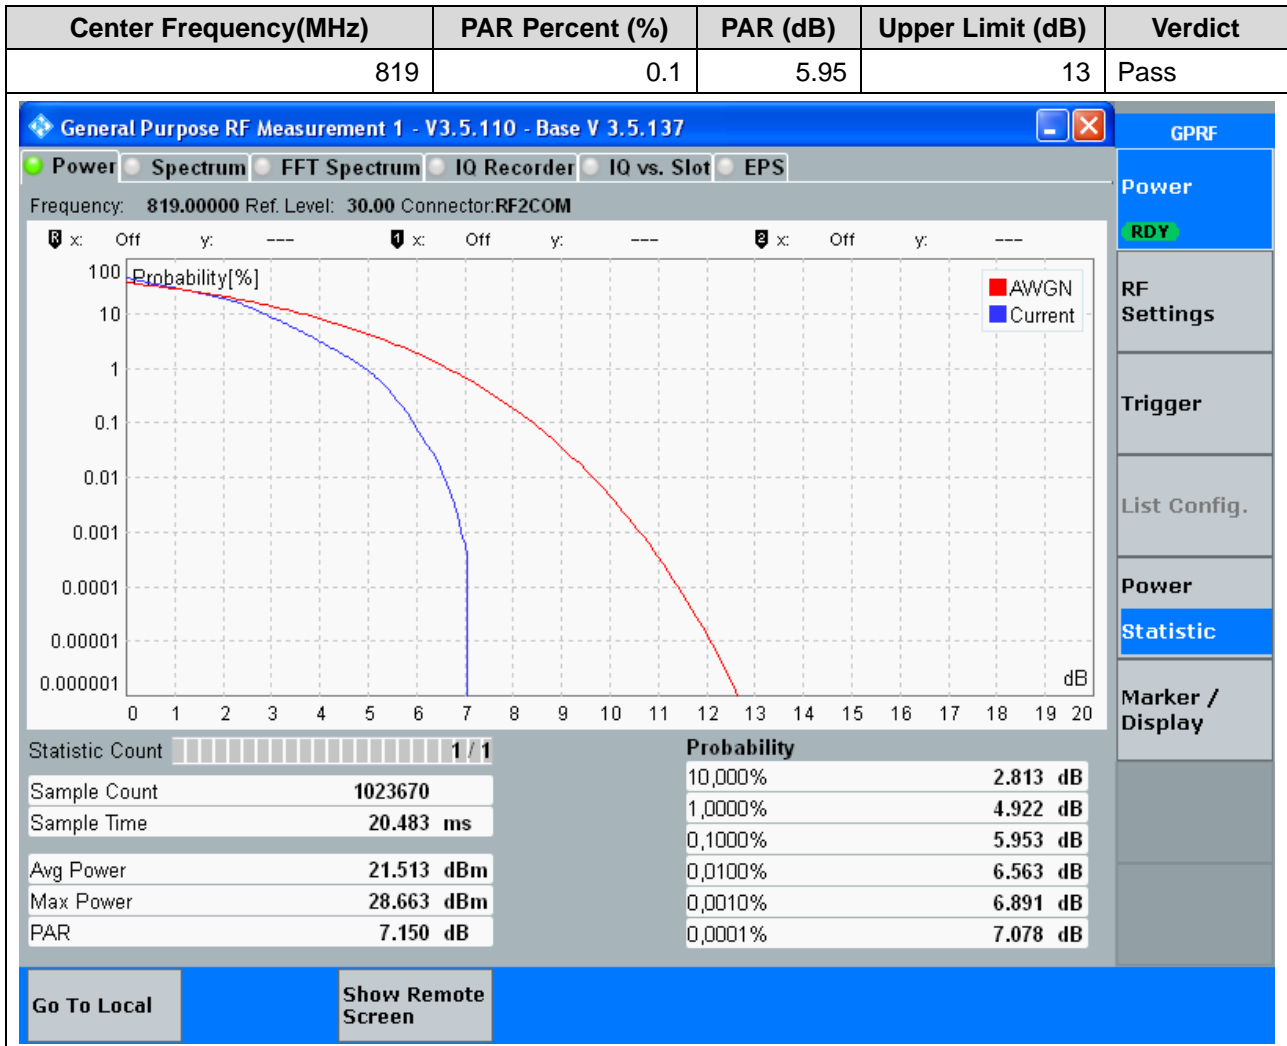 Center Frequency(MHz) PAR Percent (%) PAR (dB) Upper Limit (dB) Verdict
819 0.1 5.95 13 Pass
General Purpose RF Measurement 1 - V3.5.110 - Base V 3.5.137
GPRF
Power Spectrum FFT Spectrum IQ Recorder IQ vs. Slot EPS
Frequency: 819.00000 Ref. Level: 30.00 Connector:RF2COM
R x: Off y: --- 1 x: Off y: --- 2 x: Off y: ---
Probability[%]
100
10
1
0.1
0.01
0.001
0.0001
0.00001
0.000001
AWGN
Current
dB
0 1 2 3 4 5 6 7 8 9 10 11 12 13 14 15 16 17 18 19 20
Statistic Count 1 / 1
Sample Count 1023670
Sample Time 20.483 ms
Avg Power 21.513 dBm
Max Power 28.663 dBm
PAR 7.150 dB
Probability
10,000% 2.813 dB
1,0000% 4.922 dB
0,1000% 5.953 dB
0,0100% 6.563 dB
0,0010% 6.891 dB
0,0001% 7.078 dB
Power
RDY
RF
Settings
Trigger
List Config.
Power
Statistic
Marker /
Display
Go To Local
Show Remote
Screen